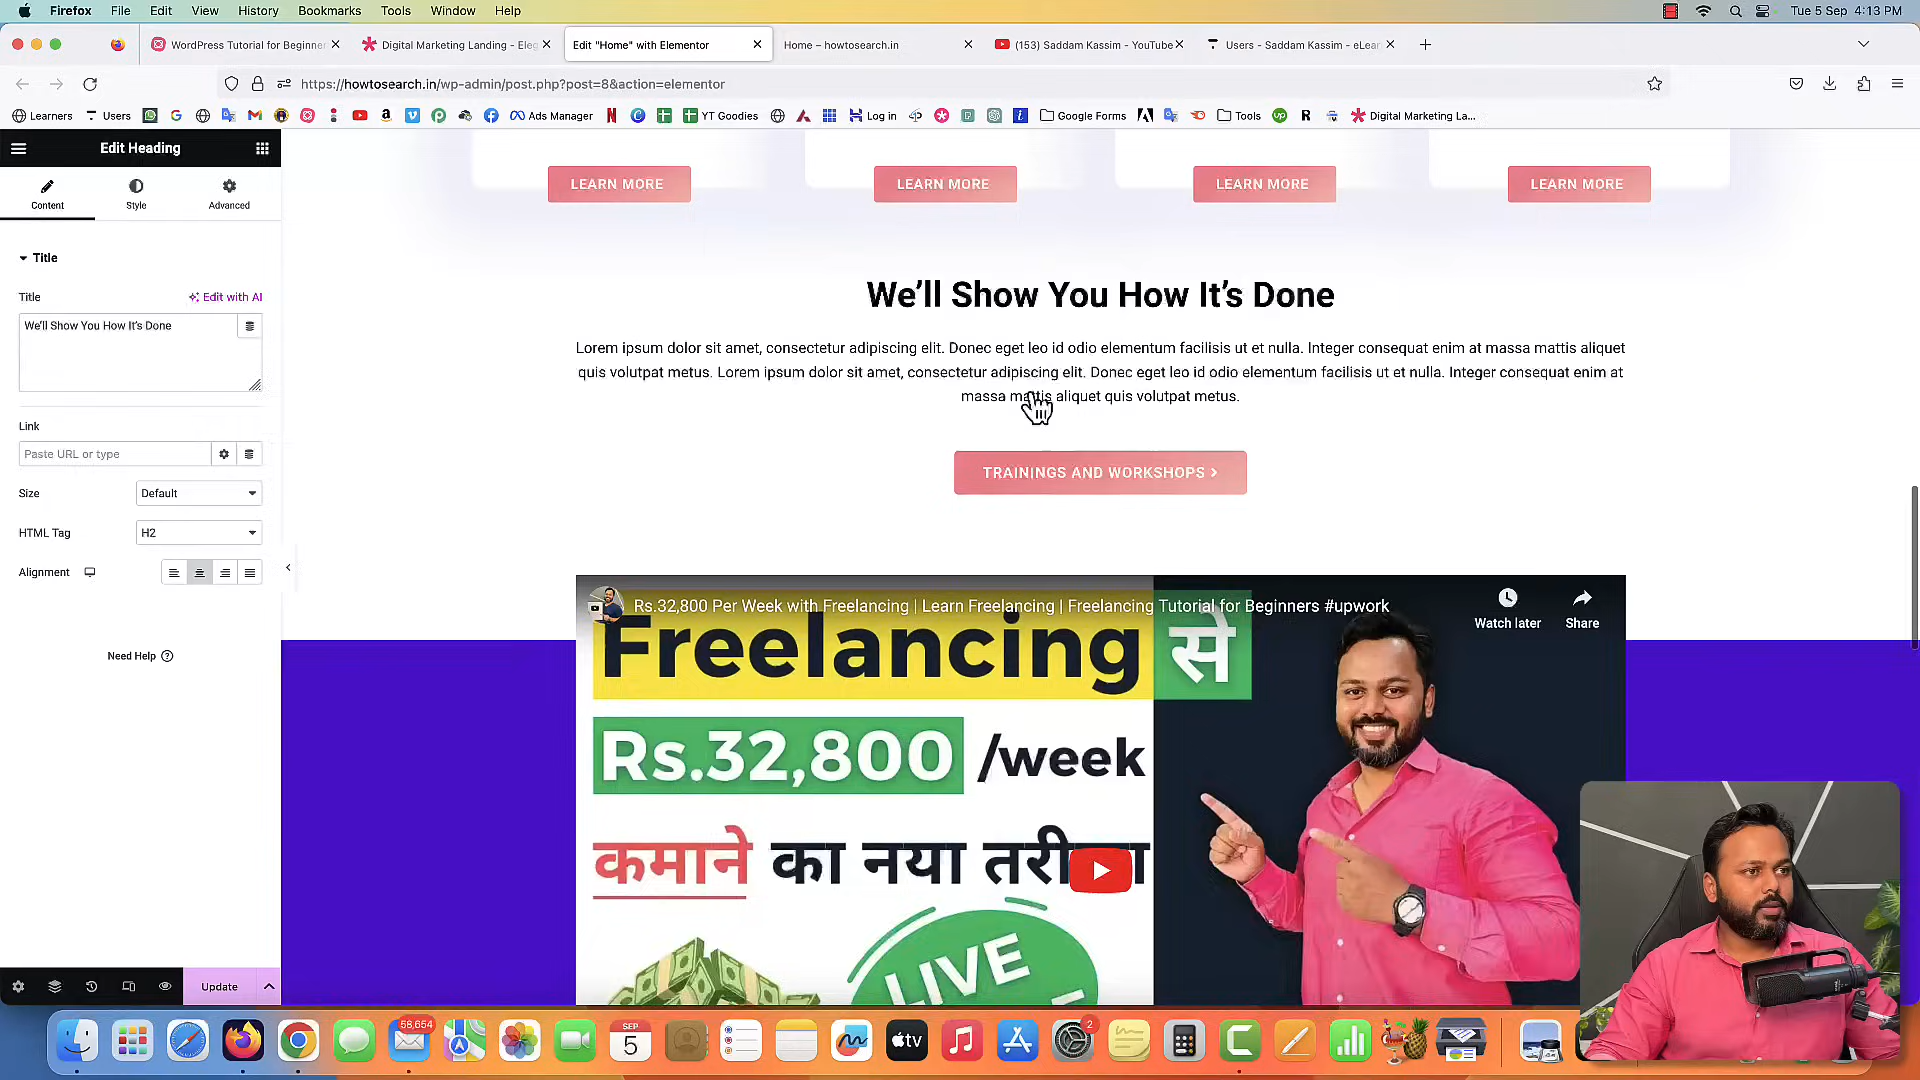 Firefox File Edit View History Bookmarks Tools Window Help Tue 5 Sep 4:13 PM
WordPress Tutorial for Beginner Digital Marketing Landing - Eleg Edit "Home" with Elementor Home – howtosearch.in (153) Saddam Kassim - YouTube Users - Saddam Kassim - eLear
https://howtosearch.in/wp-admin/post.php?post=8&action=elementor
Learners Users Ads Manager YT Goodies Log in Google Forms Tools Digital Marketing La...
Edit Heading
Content Style Advanced
Title
Title Edit with AI
We'll Show You How It's Done
Link
Paste URL or type
Size Default
HTML Tag H2
Alignment
Need Help
Update
LEARN MORE LEARN MORE LEARN MORE LEARN MORE
We'll Show You How It's Done
Lorem ipsum dolor sit amet, consectetur adipiscing elit. Donec eget leo id odio elementum facilisis ut et nulla. Integer consequat enim at massa mattis aliquet
quis volutpat metus. Lorem ipsum dolor sit amet, consectetur adipiscing elit. Donec eget leo id odio elementum facilisis ut et nulla. Integer consequat enim at
massa mattis aliquet quis volutpat metus.
TRAININGS AND WORKSHOPS >
Rs.32,800 Per Week with Freelancing | Learn Freelancing | Freelancing Tutorial for Beginners #upwork
Watch later Share
Freelancing से
Rs.32,800 /week
कमाने का नया तरीका
LIVE
58,654
SEP
5
tv
2